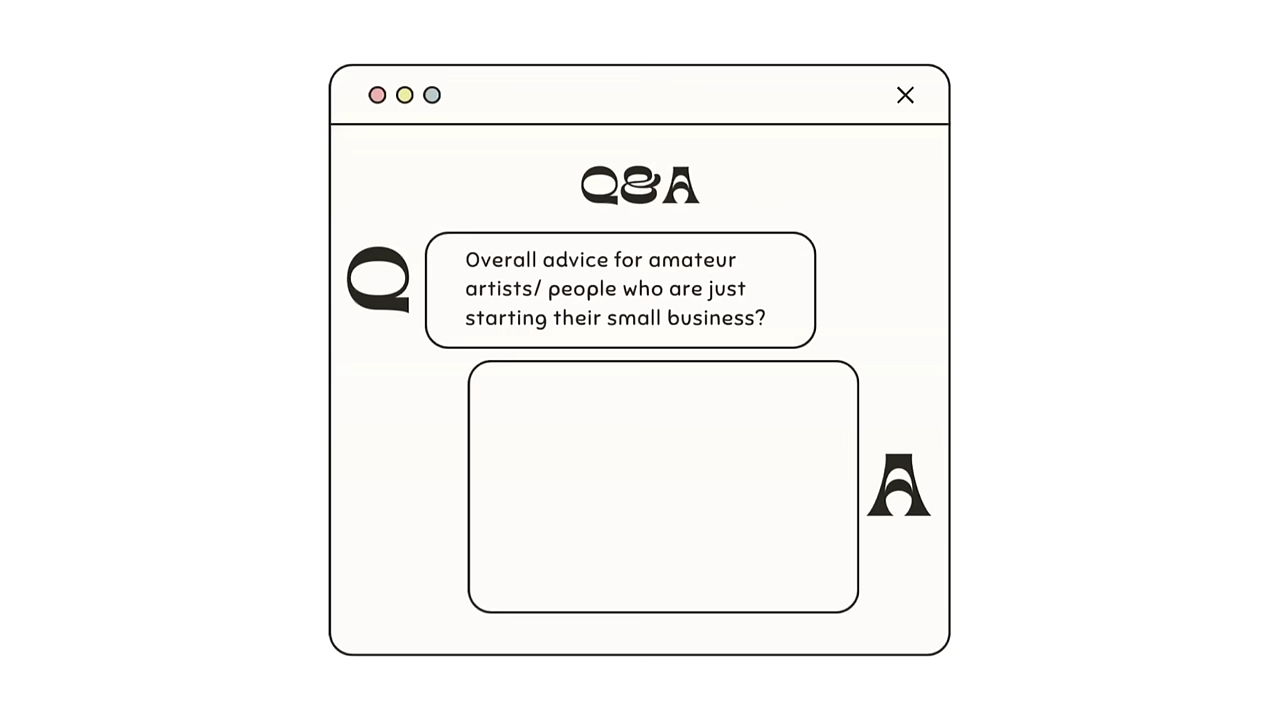 Q&A
Q
Overall advice for amateur
artists/ people who are just
starting their small business?
A